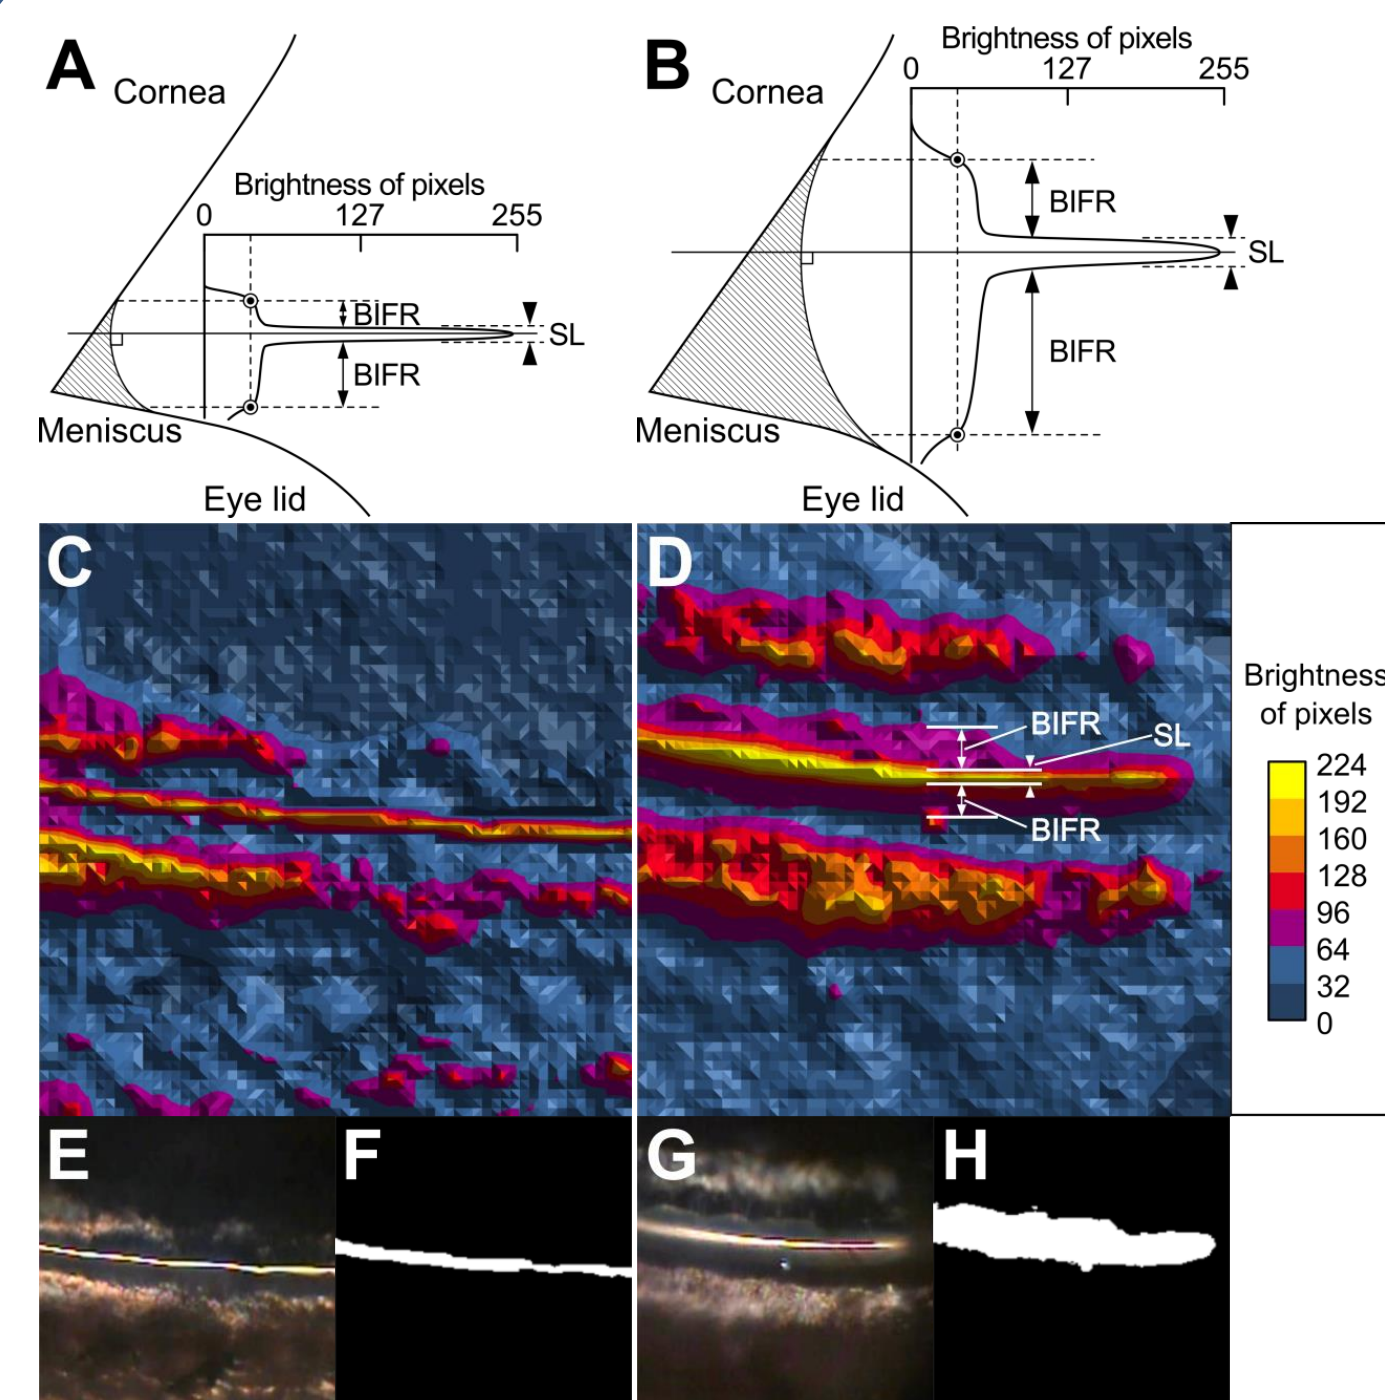 A
Cornea
Brightness of pixels
0 127 255
BIFR
SL
BIFR
Meniscus
Eye lid
B
Brightness of pixels
0 127 255
Cornea
BIFR
SL
BIFR
Meniscus
Eye lid
C
D
BIFR
SL
BIFR
Brightness
of pixels
224
192
160
128
96
64
32
0
E
F
G
H